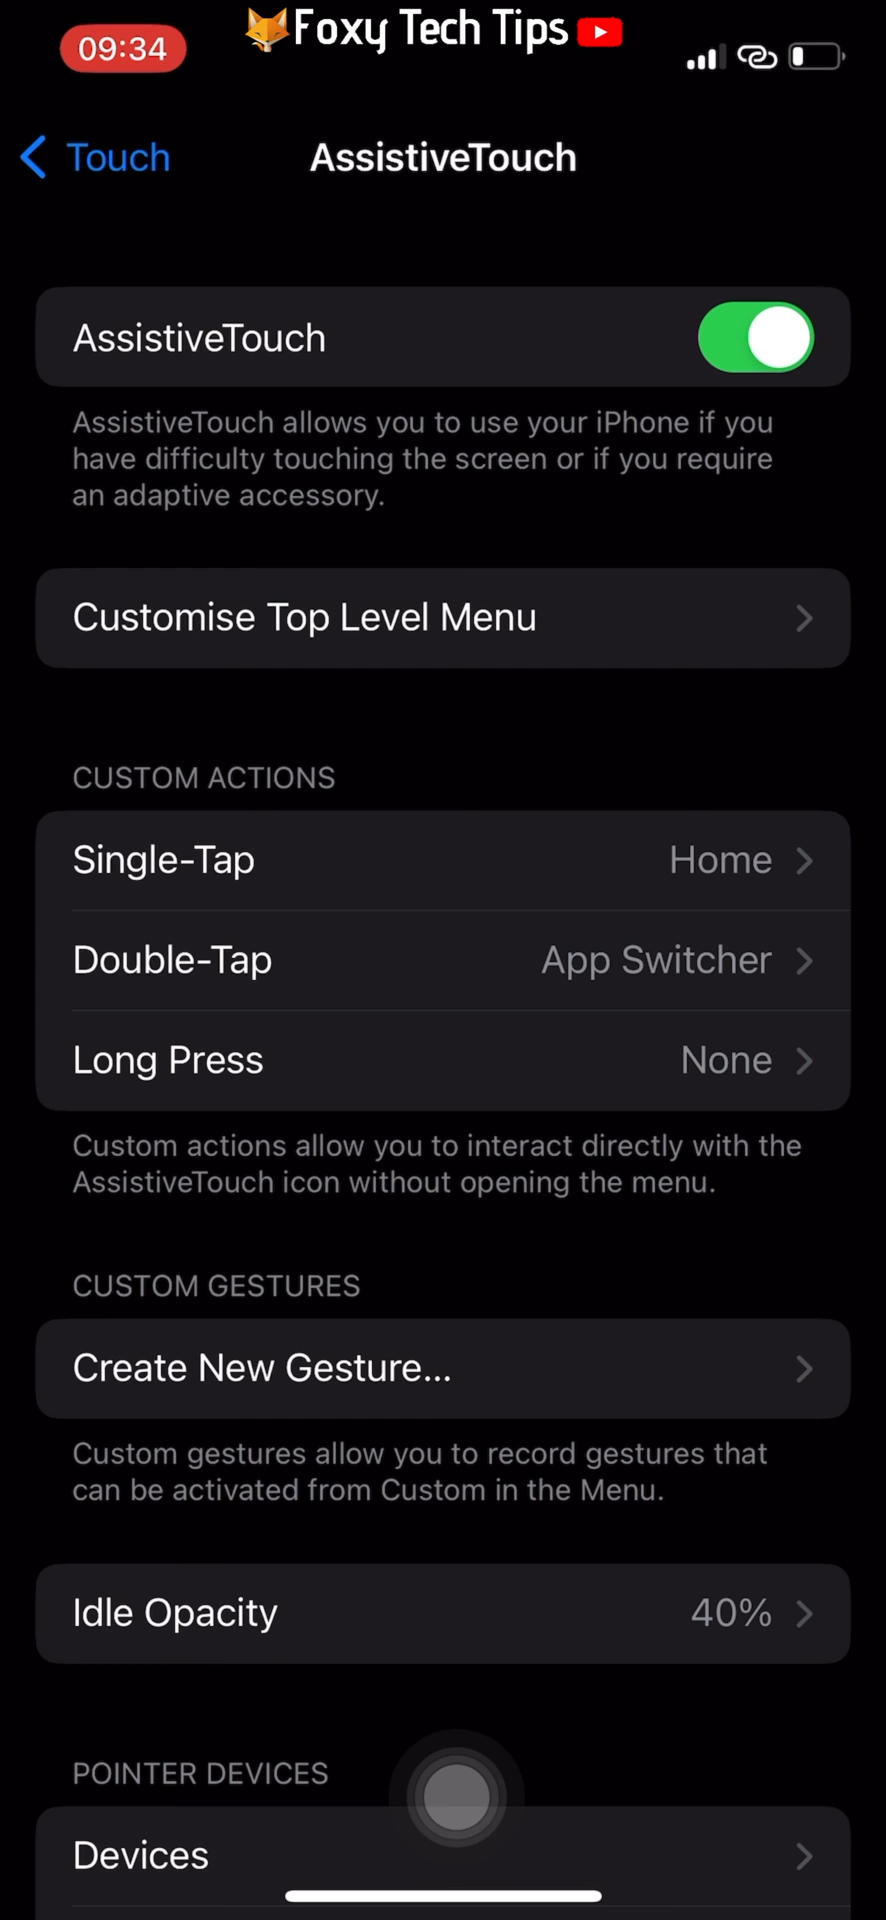 09:34
Foxy Tech Tips
Touch
AssistiveTouch
AssistiveTouch
AssistiveTouch allows you to use your iPhone if you
have difficulty touching the screen or if you require
an adaptive accessory.
Customise Top Level Menu
CUSTOM ACTIONS
Single-Tap Home
Double-Tap App Switcher
Long Press None
Custom actions allow you to interact directly with the
AssistiveTouch icon without opening the menu.
CUSTOM GESTURES
Create New Gesture...
Custom gestures allow you to record gestures that
can be activated from Custom in the Menu.
Idle Opacity 40%
POINTER DEVICES
Devices